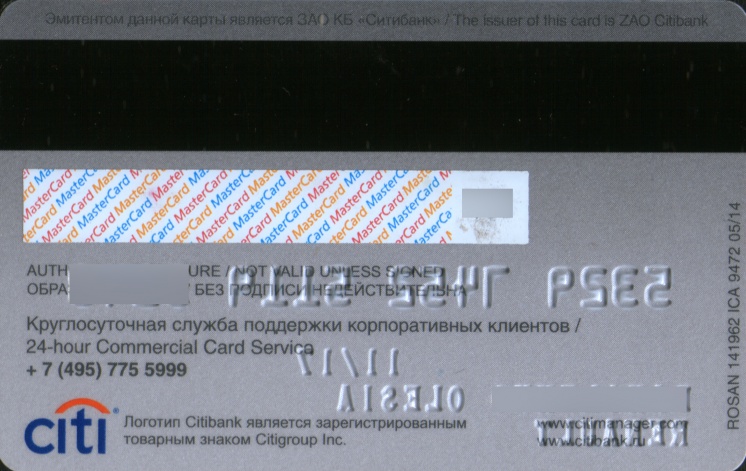 Эмитентом данной карты является ЗАО КБ «Ситибанк» / The issuer of this card is ZAO Citibank
MasterCard MasterCard MasterCard MasterCard
URE / NOT VALID UNLESS SIGNED
/ БЕЗ ПОДПИСИ НЕДЕЙСТВИТЕЛЬНА
Круглосуточная служба поддержки корпоративных клиентов /
24-hour Commercial Card Service
+ 7 (495) 775 5999
citi®
Логотип Citibank является зарегистрированным
товарным знаком Citigroup Inc.
www.citimanager.com
www.citibank.ru
ROSAN 141962 ICA 9472 05/14